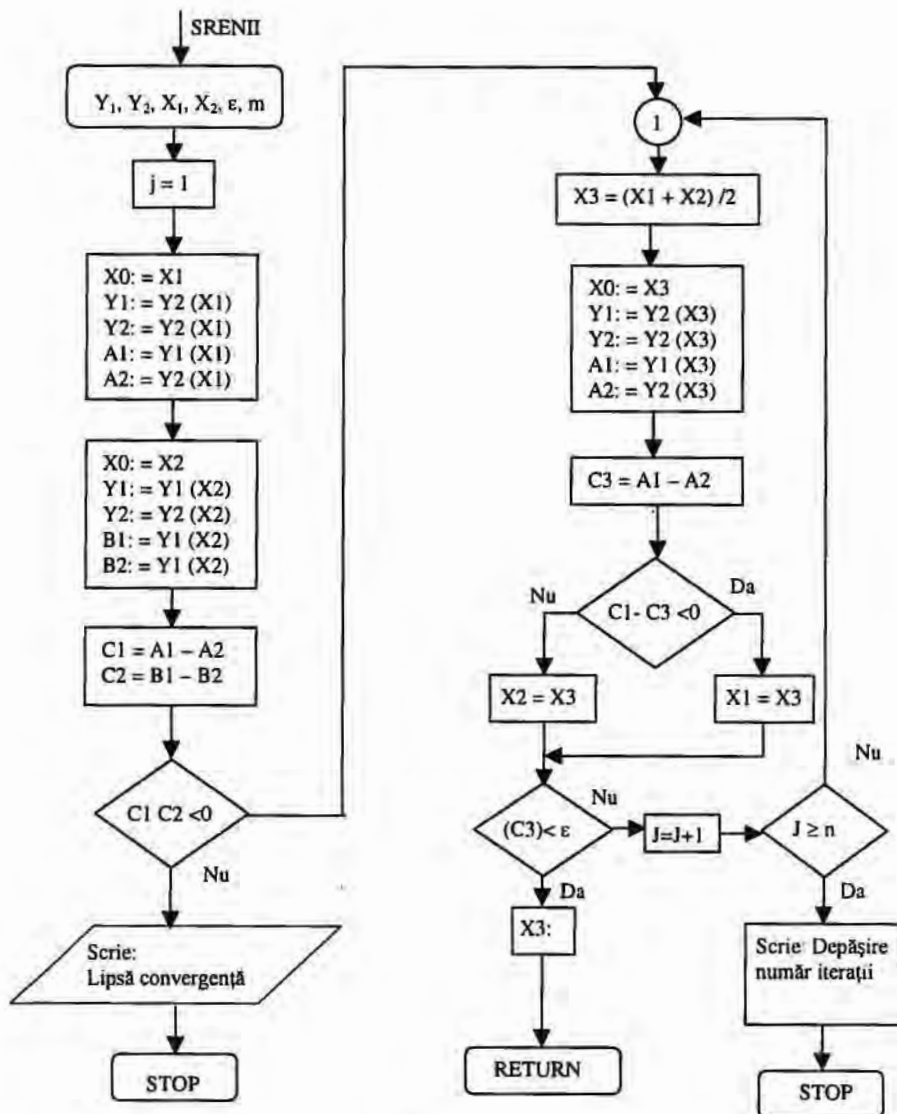 SRENII
Y₁, Y₂, X₁, X₂, ε, m
j = 1
X0: = X1
Y1: = Y2 (X1)
Y2: = Y2 (X1)
A1: = Y1 (X1)
A2: = Y2 (X1)
X0: = X2
Y1: = Y1 (X2)
Y2: = Y2 (X2)
B1: = Y1 (X2)
B2: = Y1 (X2)
C1 = A1 – A2
C2 = B1 – B2
C1 C2 <0
Nu
Scrie:
Lipsă convergență
STOP
1
X3 = (X1 + X2) /2
X0: = X3
Y1: = Y2 (X3)
Y2: = Y2 (X3)
A1: = Y1 (X3)
A2: = Y2 (X3)
C3 = A1 – A2
Nu
Da
C1- C3 <0
X2 = X3
X1 = X3
Nu
Nu
(C3)< ε
J=J+1
J ≥ n
Da
Da
X3:
Scrie: Depășire
număr iterații
RETURN
STOP